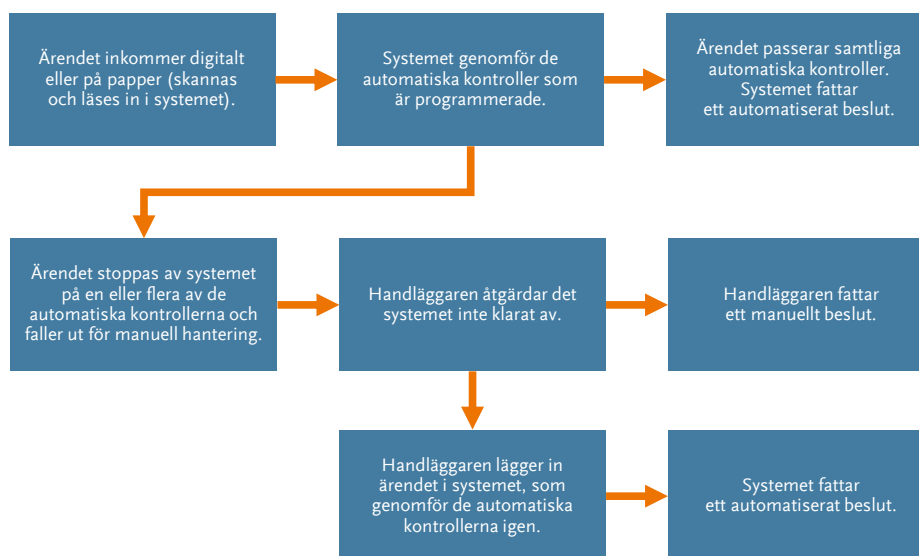 Ärendet inkommer digitalt
eller på papper (skannas
och läses in i systemet).
Systemet genomför de
automatiska kontroller som
är programmerade.
Ärendet passerar samtliga
automatiska kontroller.
Systemet fattar
ett automatiserat beslut.
Ärendet stoppas av systemet
på en eller flera av de
automatiska kontrollerna och
faller ut för manuell hantering.
Handläggaren åtgärdar det
systemet inte klarat av.
Handläggaren fattar
ett manuellt beslut.
Handläggaren lägger in
ärendet i systemet, som
genomför de automatiska
kontrollerna igen.
Systemet fattar
ett automatiserat beslut.